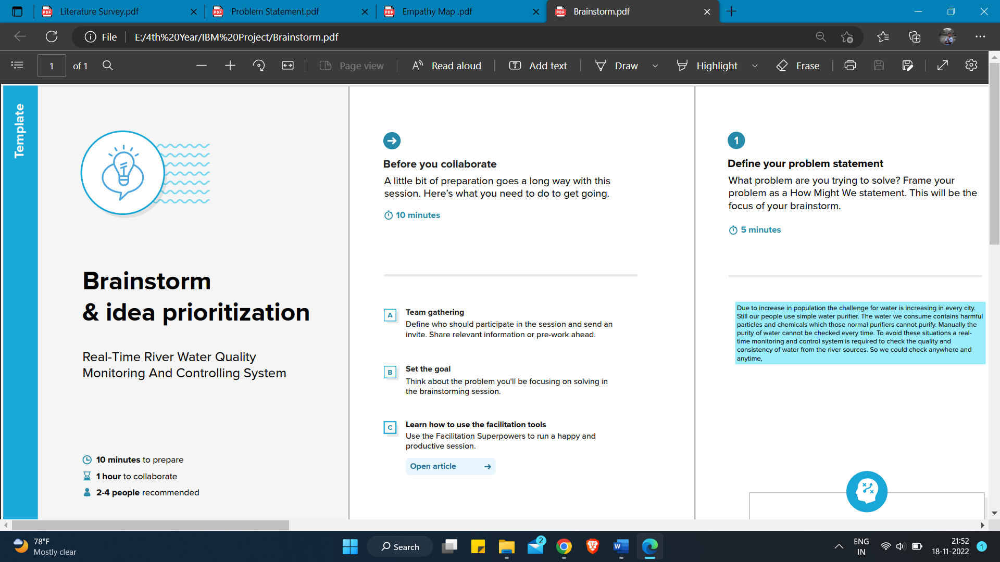 Literature Survey.pdf
Problem Statement.pdf
Empathy Map .pdf
Brainstorm.pdf
File
E:/4th%20Year/IBM%20Project/Brainstorm.pdf
1
of 1
Page view
Read aloud
Add text
Draw
Highlight
Erase
Template
Brainstorm
& idea prioritization
Real-Time River Water Quality
Monitoring And Controlling System
10 minutes to prepare
1 hour to collaborate
2-4 people recommended
Before you collaborate
A little bit of preparation goes a long way with this
session. Here’s what you need to do to get going.
10 minutes
A
Team gathering
Define who should participate in the session and send an
invite. Share relevant information or pre-work ahead.
B
Set the goal
Think about the problem you'll be focusing on solving in
the brainstorming session.
C
Learn how to use the facilitation tools
Use the Facilitation Superpowers to run a happy and
productive session.
Open article
1
Define your problem statement
What problem are you trying to solve? Frame your
problem as a How Might We statement. This will be the
focus of your brainstorm.
5 minutes
Due to increase in population the challenge for water is increasing in every city.
Still our people use simple water purifier. The water we consume contains harmful
particles and chemicals which those normal purifiers cannot purify. Manually the
purity of water cannot be checked every time. To avoid these situations a real-
time monitoring and control system is required to check the quality and
consistency of water from the river sources. So we could check anywhere and
anytime,
78°F
Mostly clear
Search
2
ENG
IN
21:52
18-11-2022
1